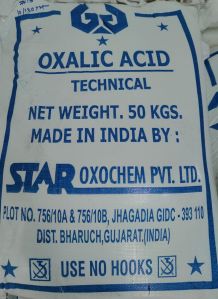 OXALIC ACID
TECHNICAL
NET WEIGHT. 50 KGS.
MADE IN INDIA BY :
STAR OXOCHEM PVT. LTD.
PLOT NO. 756/10A & 756/10B, JHAGADIA GIDC - 393 110
DIST. BHARUCH,GUJARAT.(INDIA)
USE NO HOOKS